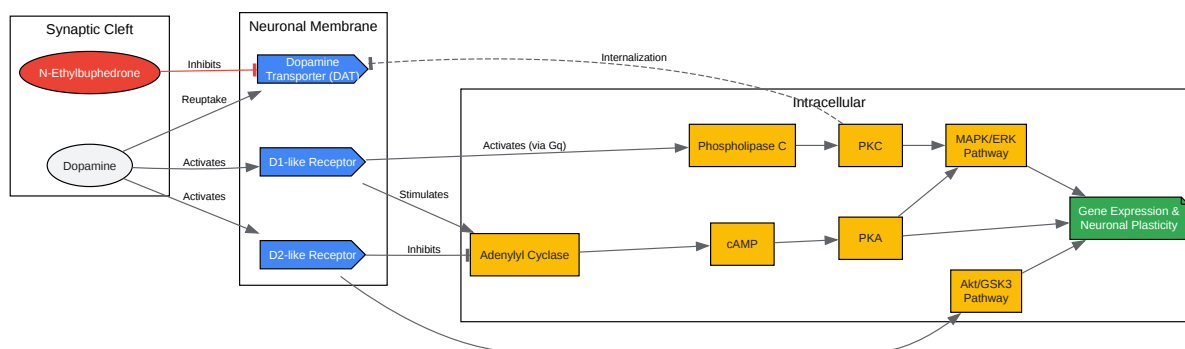 Synaptic Cleft
N-Ethylbuphedrone
Dopamine
Inhibits
Reuptake
Activates
Activates
Neuronal Membrane
Dopamine
Transporter (DAT)
D1-like Receptor
D2-like Receptor
Internalization
Activates (via Gq)
Stimulates
Inhibits
Intracellular
Phospholipase C
PKC
MAPK/ERK
Pathway
Adenylyl Cyclase
cAMP
PKA
Akt/GSK3
Pathway
Gene Expression &
Neuronal Plasticity